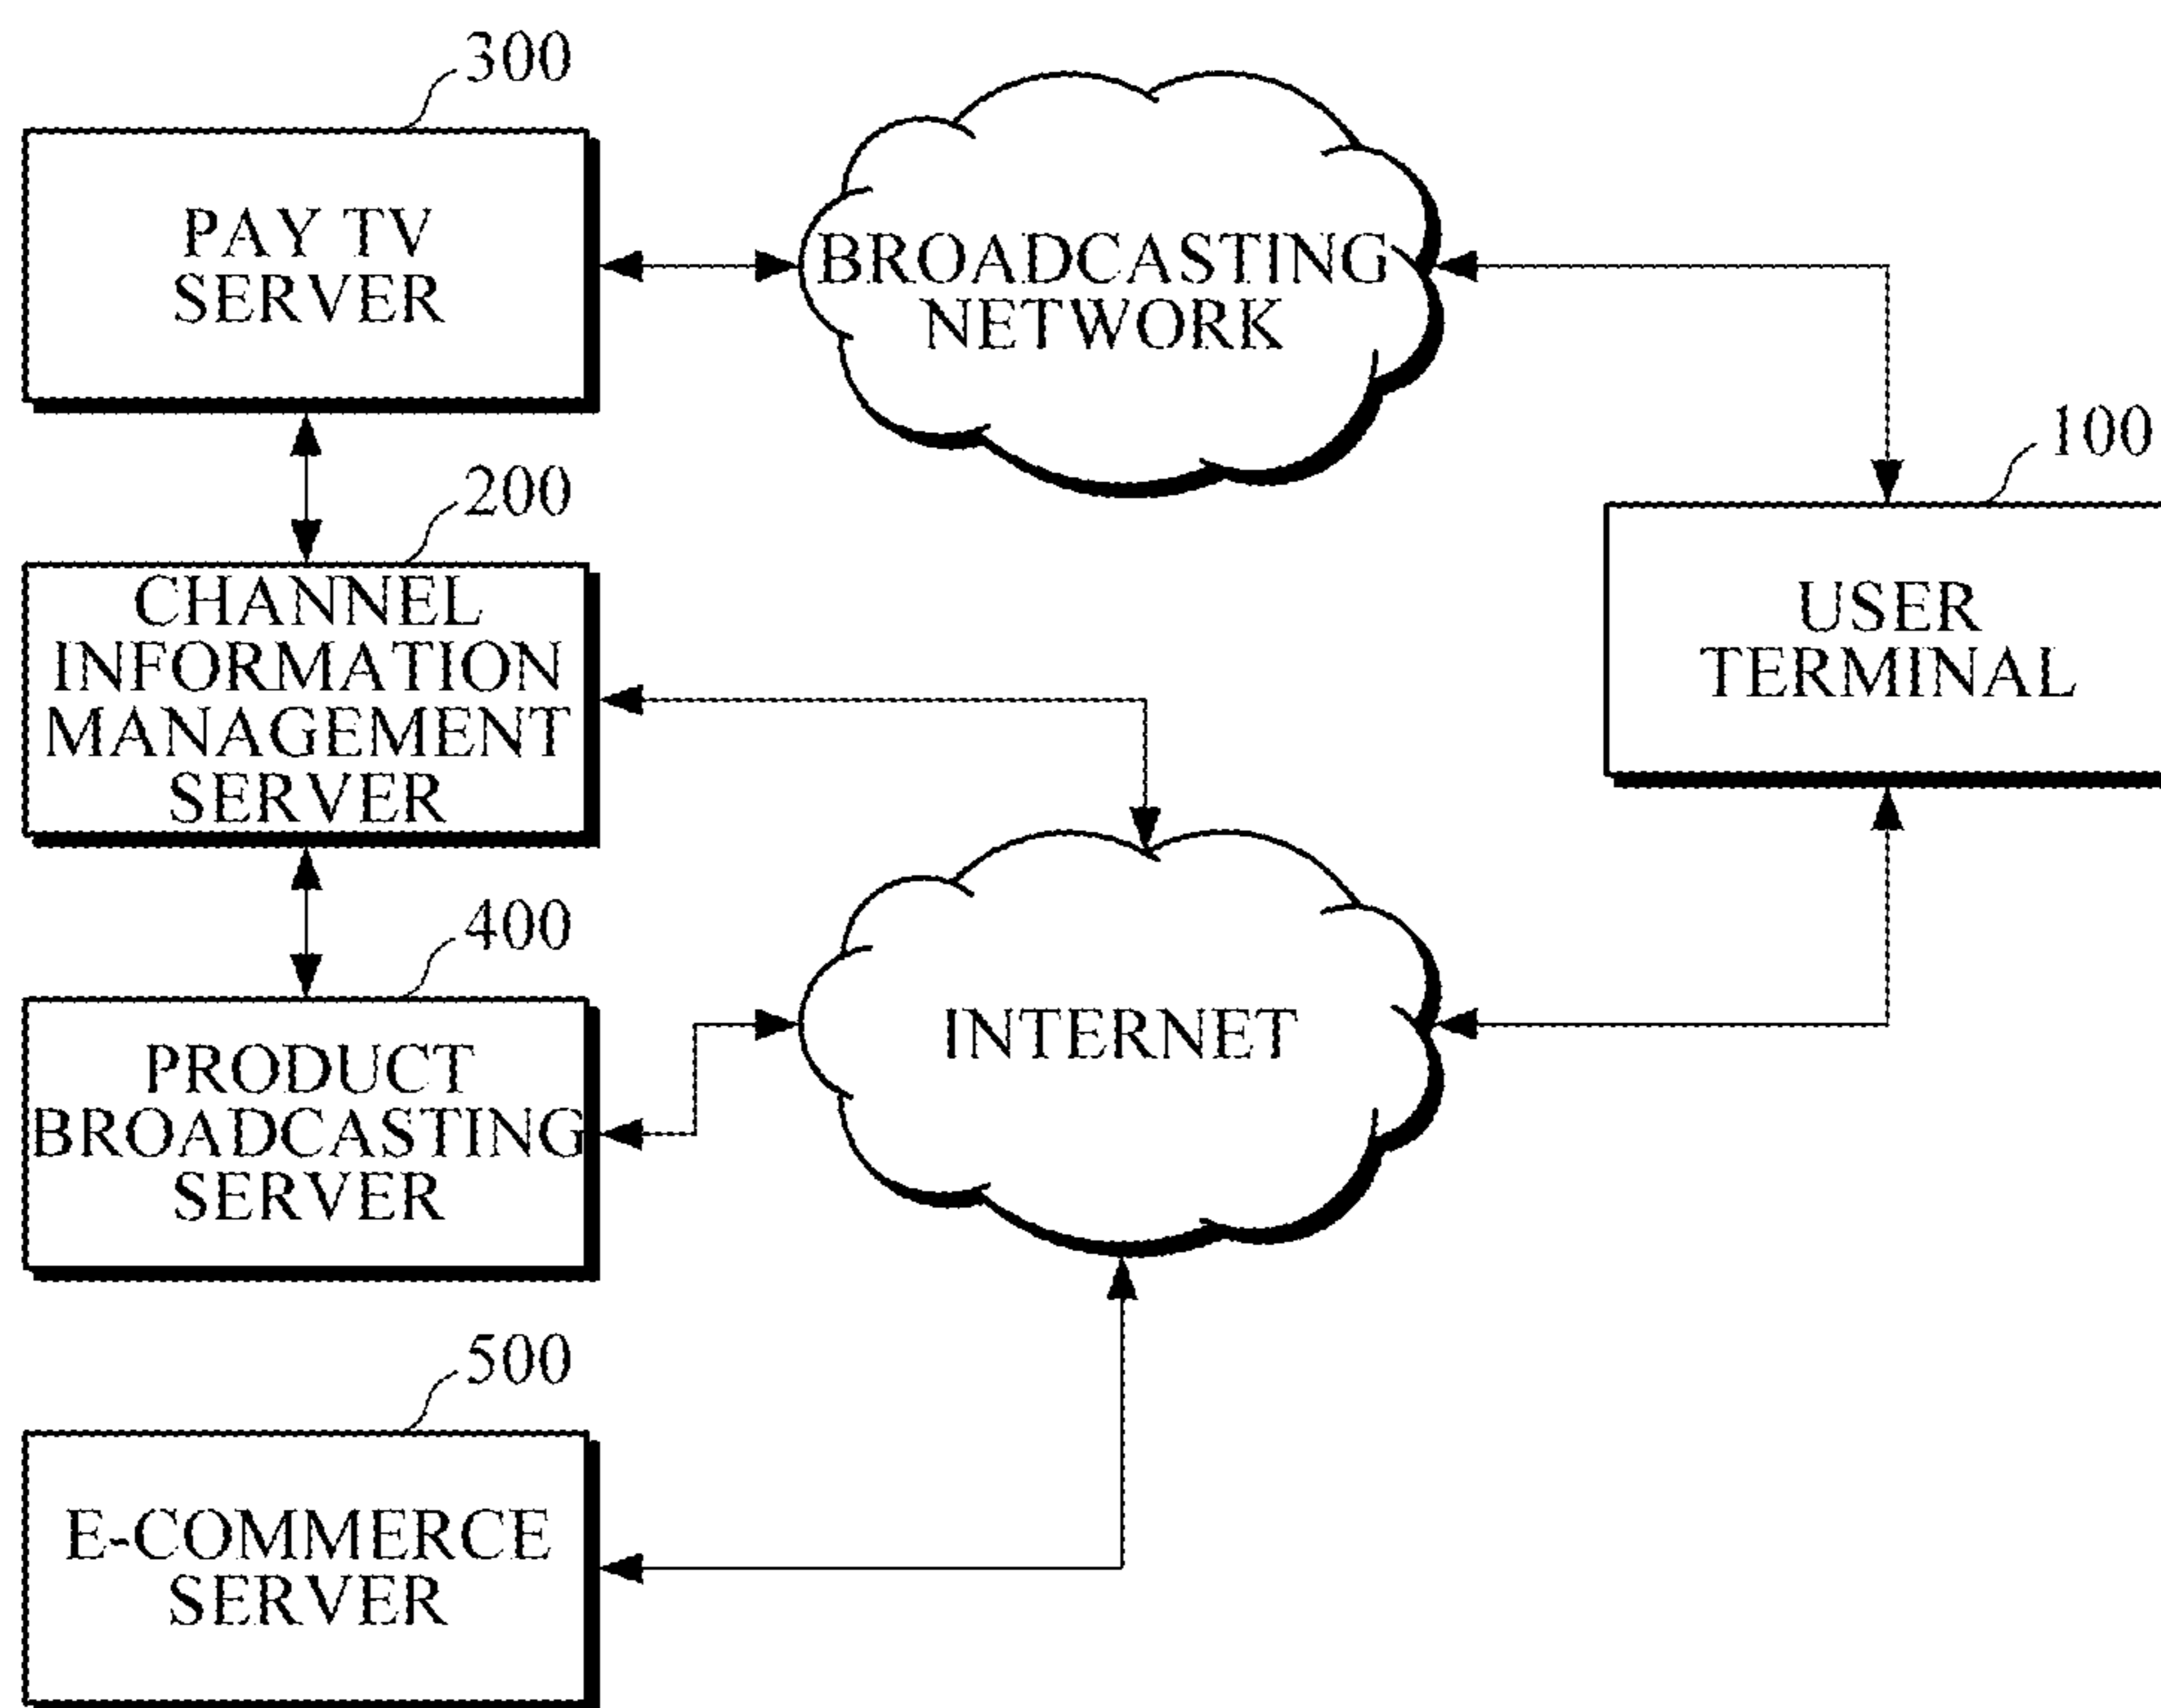 300
PAY TV
SERVER
BROADCASTING
NETWORK
100
USER
TERMINAL
200
CHANNEL
INFORMATION
MANAGEMENT
SERVER
400
PRODUCT
BROADCASTING
SERVER
INTERNET
500
E-COMMERCE
SERVER